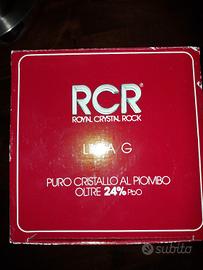 RCR®
ROYAL CRYSTAL ROCK
G
PURO CRISTALLO AL PIOMBO
OLTRE 24% PbO
subito